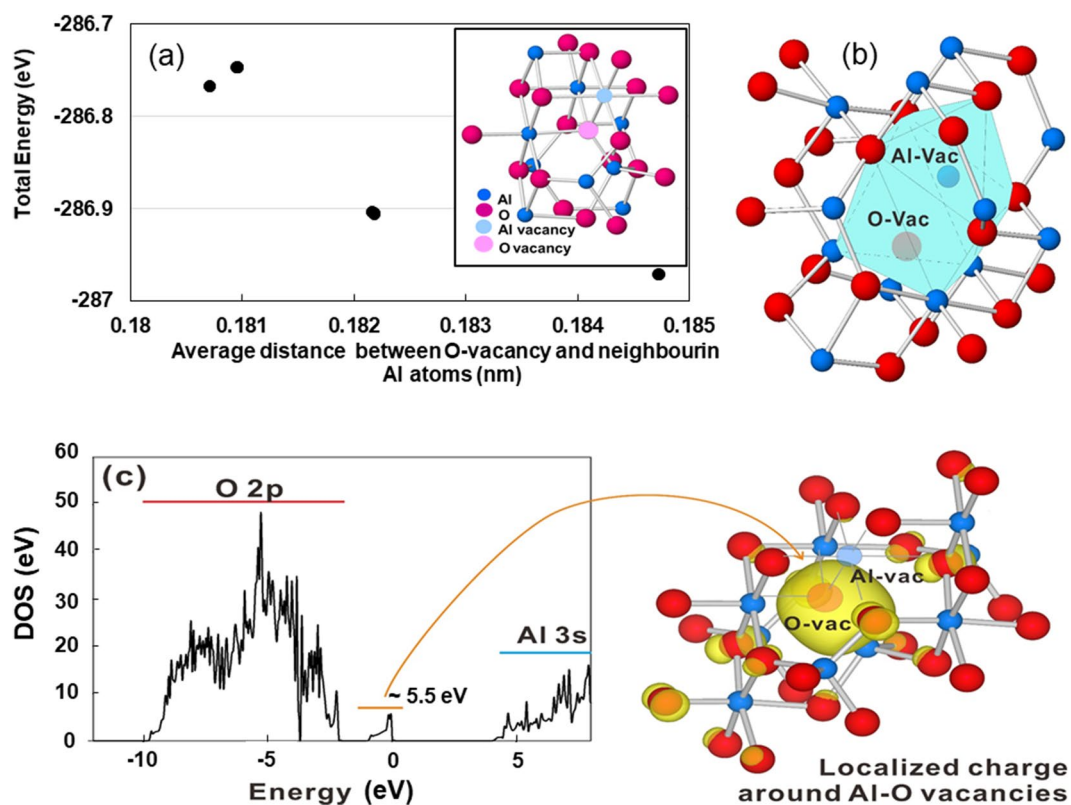 (a)
Total Energy (eV)
-286.7
-286.8
-286.9
-287
0.18 0.181 0.182 0.183 0.184 0.185
Average distance between O-vacancy and neighbourin
Al atoms (nm)
Al
O
Al vacancy
O vacancy
(b)
Al-Vac
O-Vac
(c)
DOS (eV)
60
50
40
30
20
10
0
-10 -5 0 5
Energy (eV)
O 2p
~ 5.5 eV
Al 3s
Al-vac
O-vac
Localized charge
around Al-O vacancies